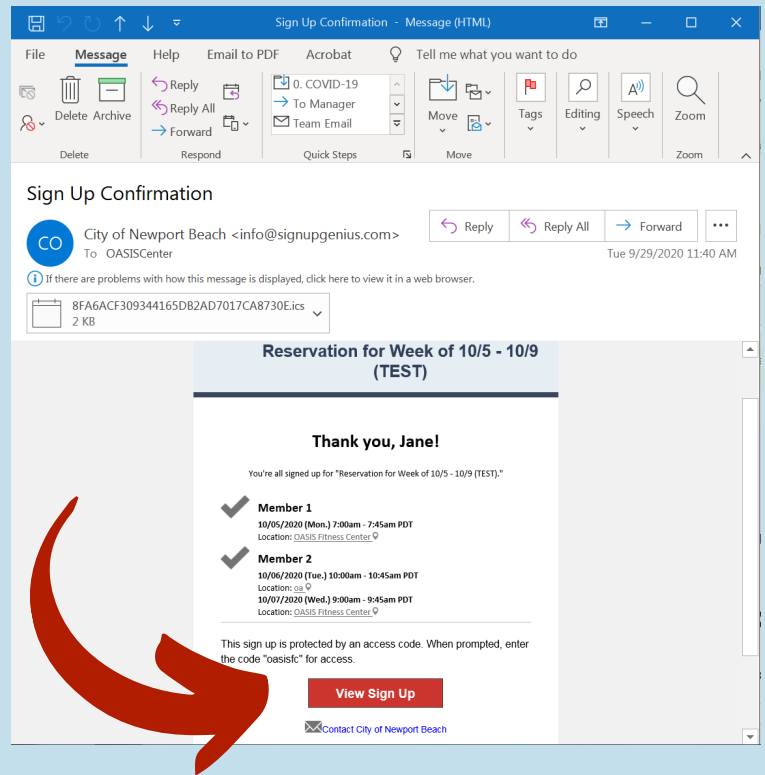 Sign Up Confirmation - Message (HTML)
File Message Help Email to PDF Acrobat Tell me what you want to do
Delete Archive
Reply
Reply All
Forward
0. COVID-19
To Manager
Team Email
Move
Tags
Editing
Speech
Zoom
Delete Respond Quick Steps Move Zoom
Sign Up Confirmation
CO
City of Newport Beach <info@signupgenius.com>
To OASISCenter
Reply Reply All Forward
Tue 9/29/2020 11:40 AM
If there are problems with how this message is displayed, click here to view it in a web browser.
8FA6ACF309344165DB2AD7017CA8730E.ics
2 KB
Reservation for Week of 10/5 - 10/9
(TEST)
Thank you, Jane!
You're all signed up for "Reservation for Week of 10/5 - 10/9 (TEST)."
Member 1
10/05/2020 (Mon.) 7:00am - 7:45am PDT
Location: OASIS Fitness Center
Member 2
10/06/2020 (Tue.) 10:00am - 10:45am PDT
Location: oa
10/07/2020 (Wed.) 9:00am - 9:45am PDT
Location: OASIS Fitness Center
This sign up is protected by an access code. When prompted, enter
the code "oasisfc" for access.
View Sign Up
Contact City of Newport Beach